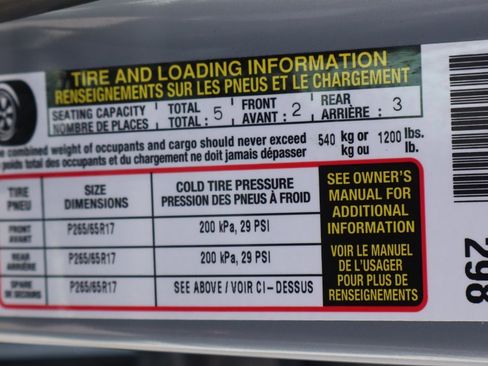 TIRE AND LOADING INFORMATION
RENSEIGNEMENTS SUR LES PNEUS ET LE CHARGEMENT
SEATING CAPACITY TOTAL : 5 FRONT 2 REAR 3
NOMBRE DE PLACES TOTAL AVANT : ARRIÈRE :
combined weight of occupants and cargo should never exceed 540 kg or 1200 lbs.
poids total des occupants et du chargement ne doit jamais dépasser kg ou lb.
TIRE SIZE COLD TIRE PRESSURE
PNEU DIMENSIONS PRESSION DES PNEUS À FROID
FRONT
AVANT P265/65R17 200 kPa, 29 PSI
REAR
ARRIÈRE P265/65R17 200 kPa, 29 PSI
SPARE
DE SECOURS P265/65R17 SEE ABOVE / VOIR CI-DESSUS
SEE OWNER'S
MANUAL FOR
ADDITIONAL
INFORMATION
VOIR LE MANUEL
DE L'USAGER
POUR PLUS DE
RENSEIGNEMENTS
298